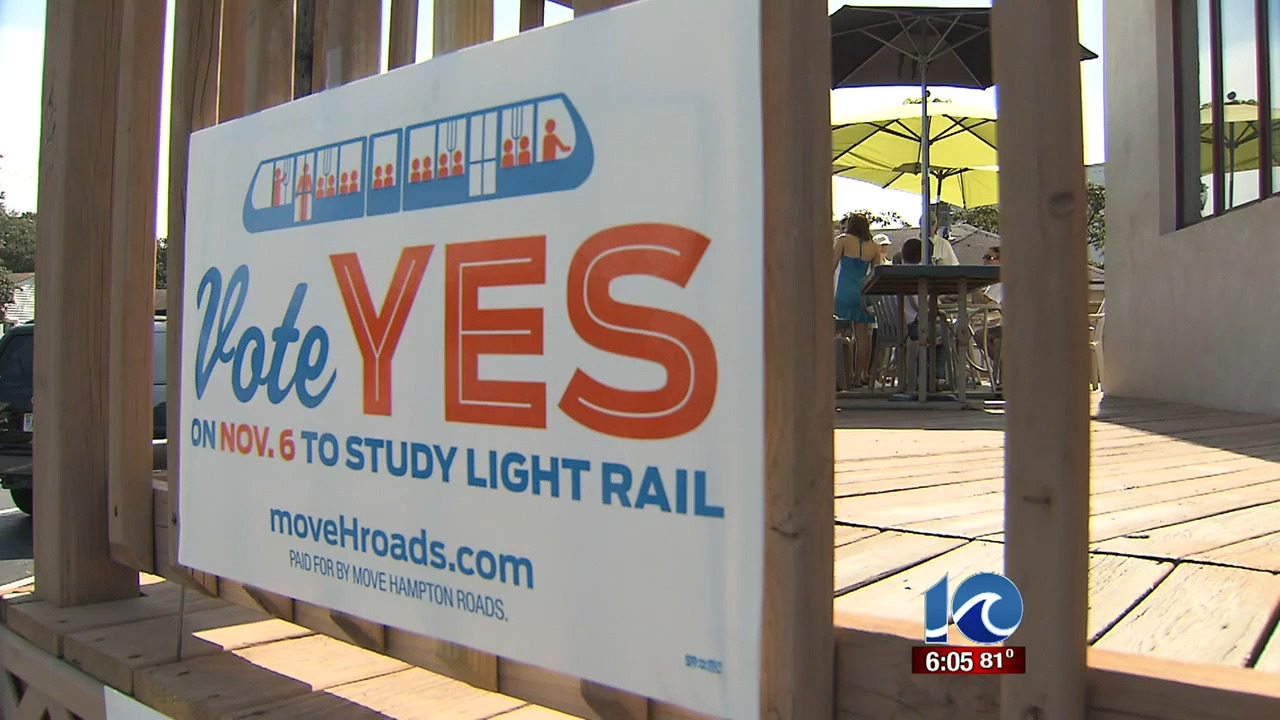 Vote YES
ON NOV. 6 TO STUDY LIGHT RAIL
moveHroads.com
PAID FOR BY MOVE HAMPTON ROADS.
10
6:05 81°